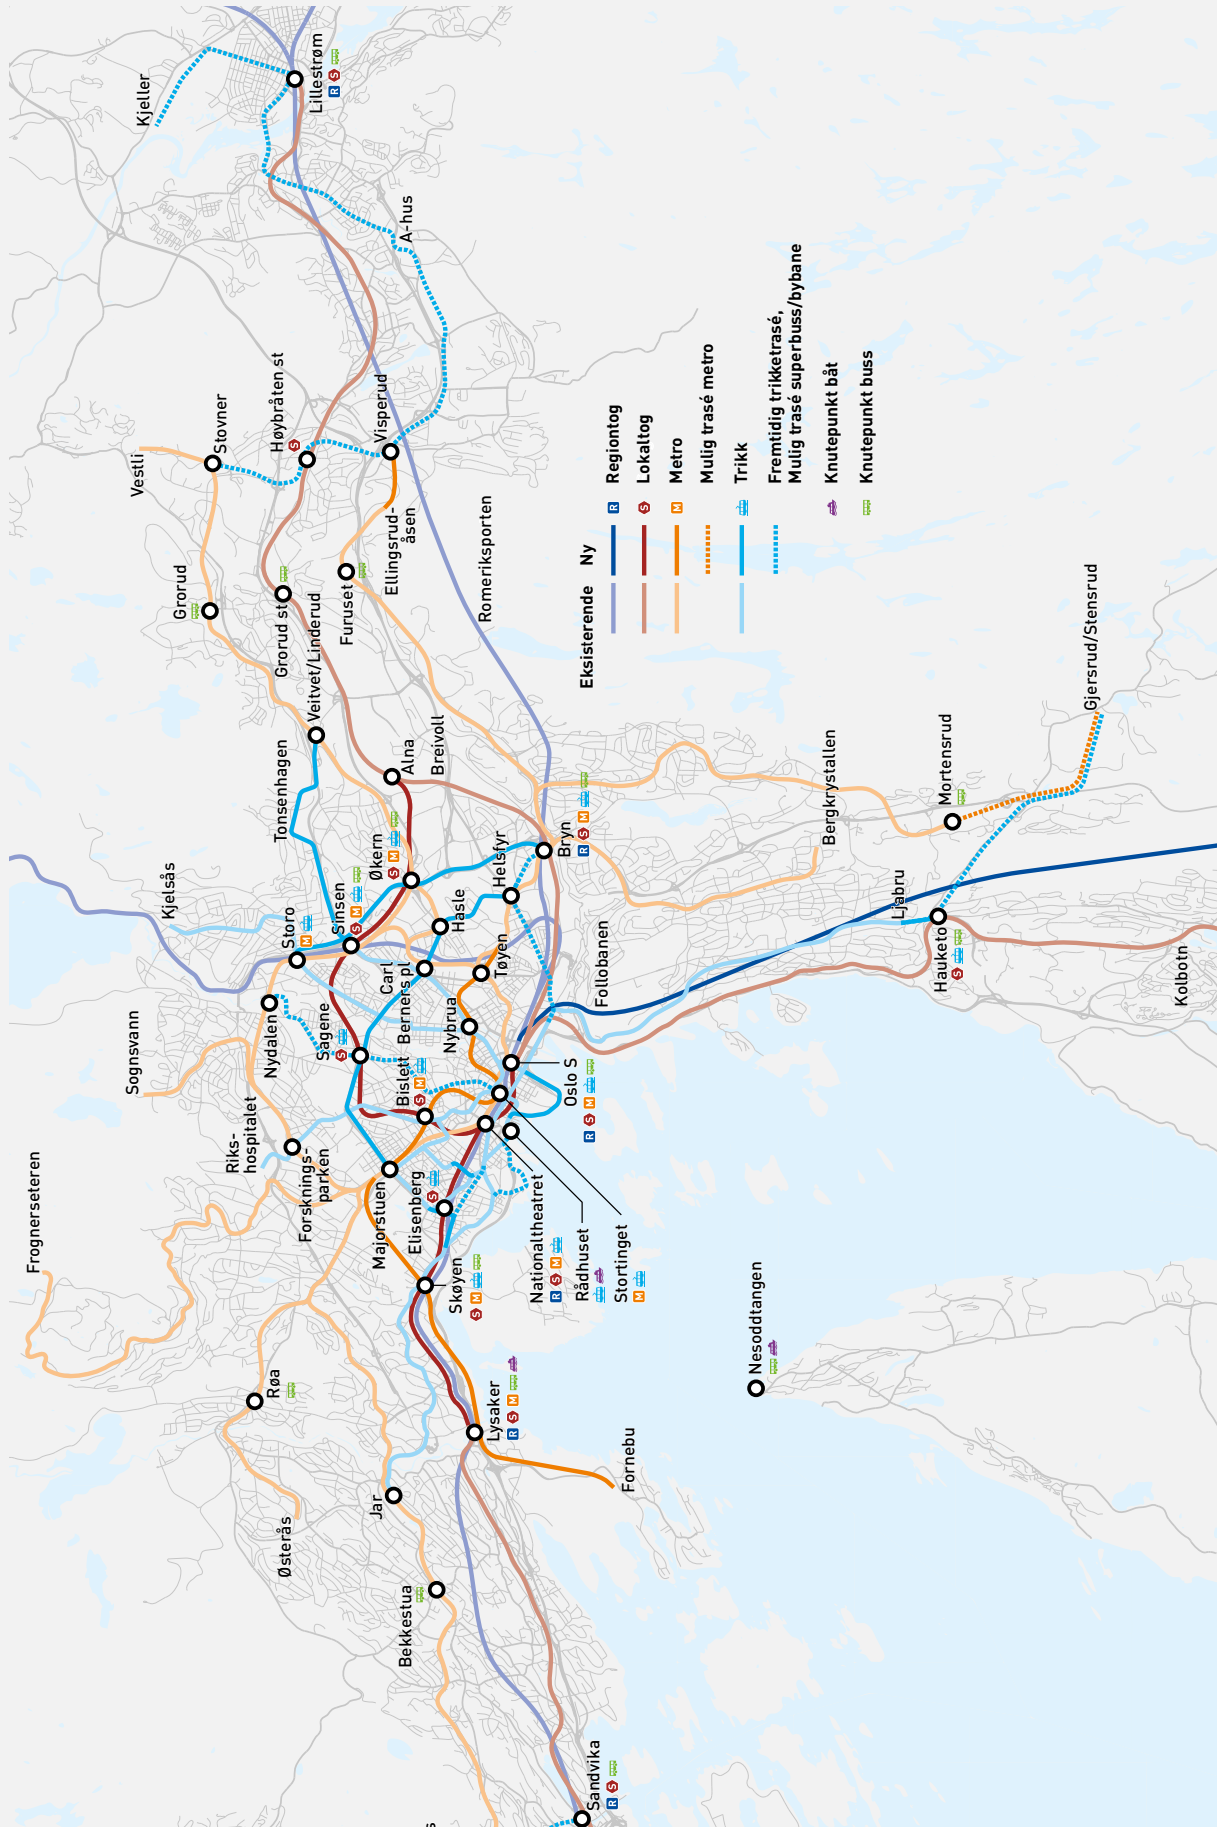 Frognerseteren
Sognsvann
Vestli
Kjeller
Kjelsås
Grorud
Riks-
hospitalet
Stovner
Nydalen
Østerås
Røa
Storo
M
Tonsenhagen
Grorud st
Høybråten st
S
Forsknings-
parken
Sagene
S
Sinsen
S M
Veitvet/Linderud
Lillestrøm
R S
Furuset
Jar
Majorstuen
Carl
Berners pl
Økern
S M
Visperud
Ellingsrud-
åsen
Bekkestua
Elisenberg
S
Bislett
S M
Alna
A-hus
Breivoll
Nybrua
Hasle
Skøyen
S M
Romeriksporten
Lysaker
R S M
Tøyen
Helsfyr
Nationaltheatret
R S M
Oslo S
R S M
Bryn
R S M
Rådhuset
Sandvika
R S
Follobanen
Stortinget
M
Fornebu
Eksisterende
Ny
R Regiontog
S Lokaltog
M Metro
Mulig trasé metro
Trikk
Fremtidig trikketrasé,
Mulig trasé superbuss/bybane
Knutepunkt båt
Knutepunkt buss
Nesoddtangen
Bergkrystallen
Ljabru
Hauketo
S
Mortensrud
Gjersrud/Stensrud
Kolbotn